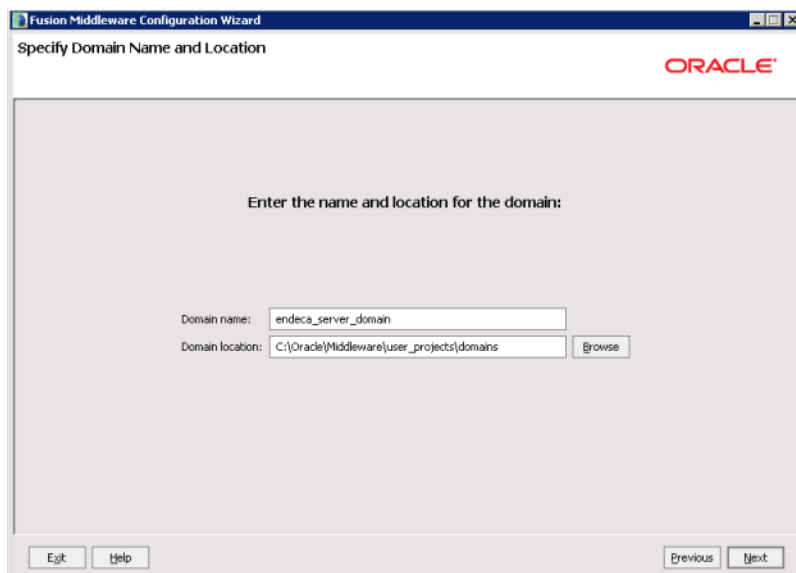 Fusion Middleware Configuration Wizard
Specify Domain Name and Location
ORACLE
Enter the name and location for the domain:
Domain name: endeca_server_domain
Domain location: C:\Oracle\Middleware\user_projects\domains Browse
Exit Help Previous Next